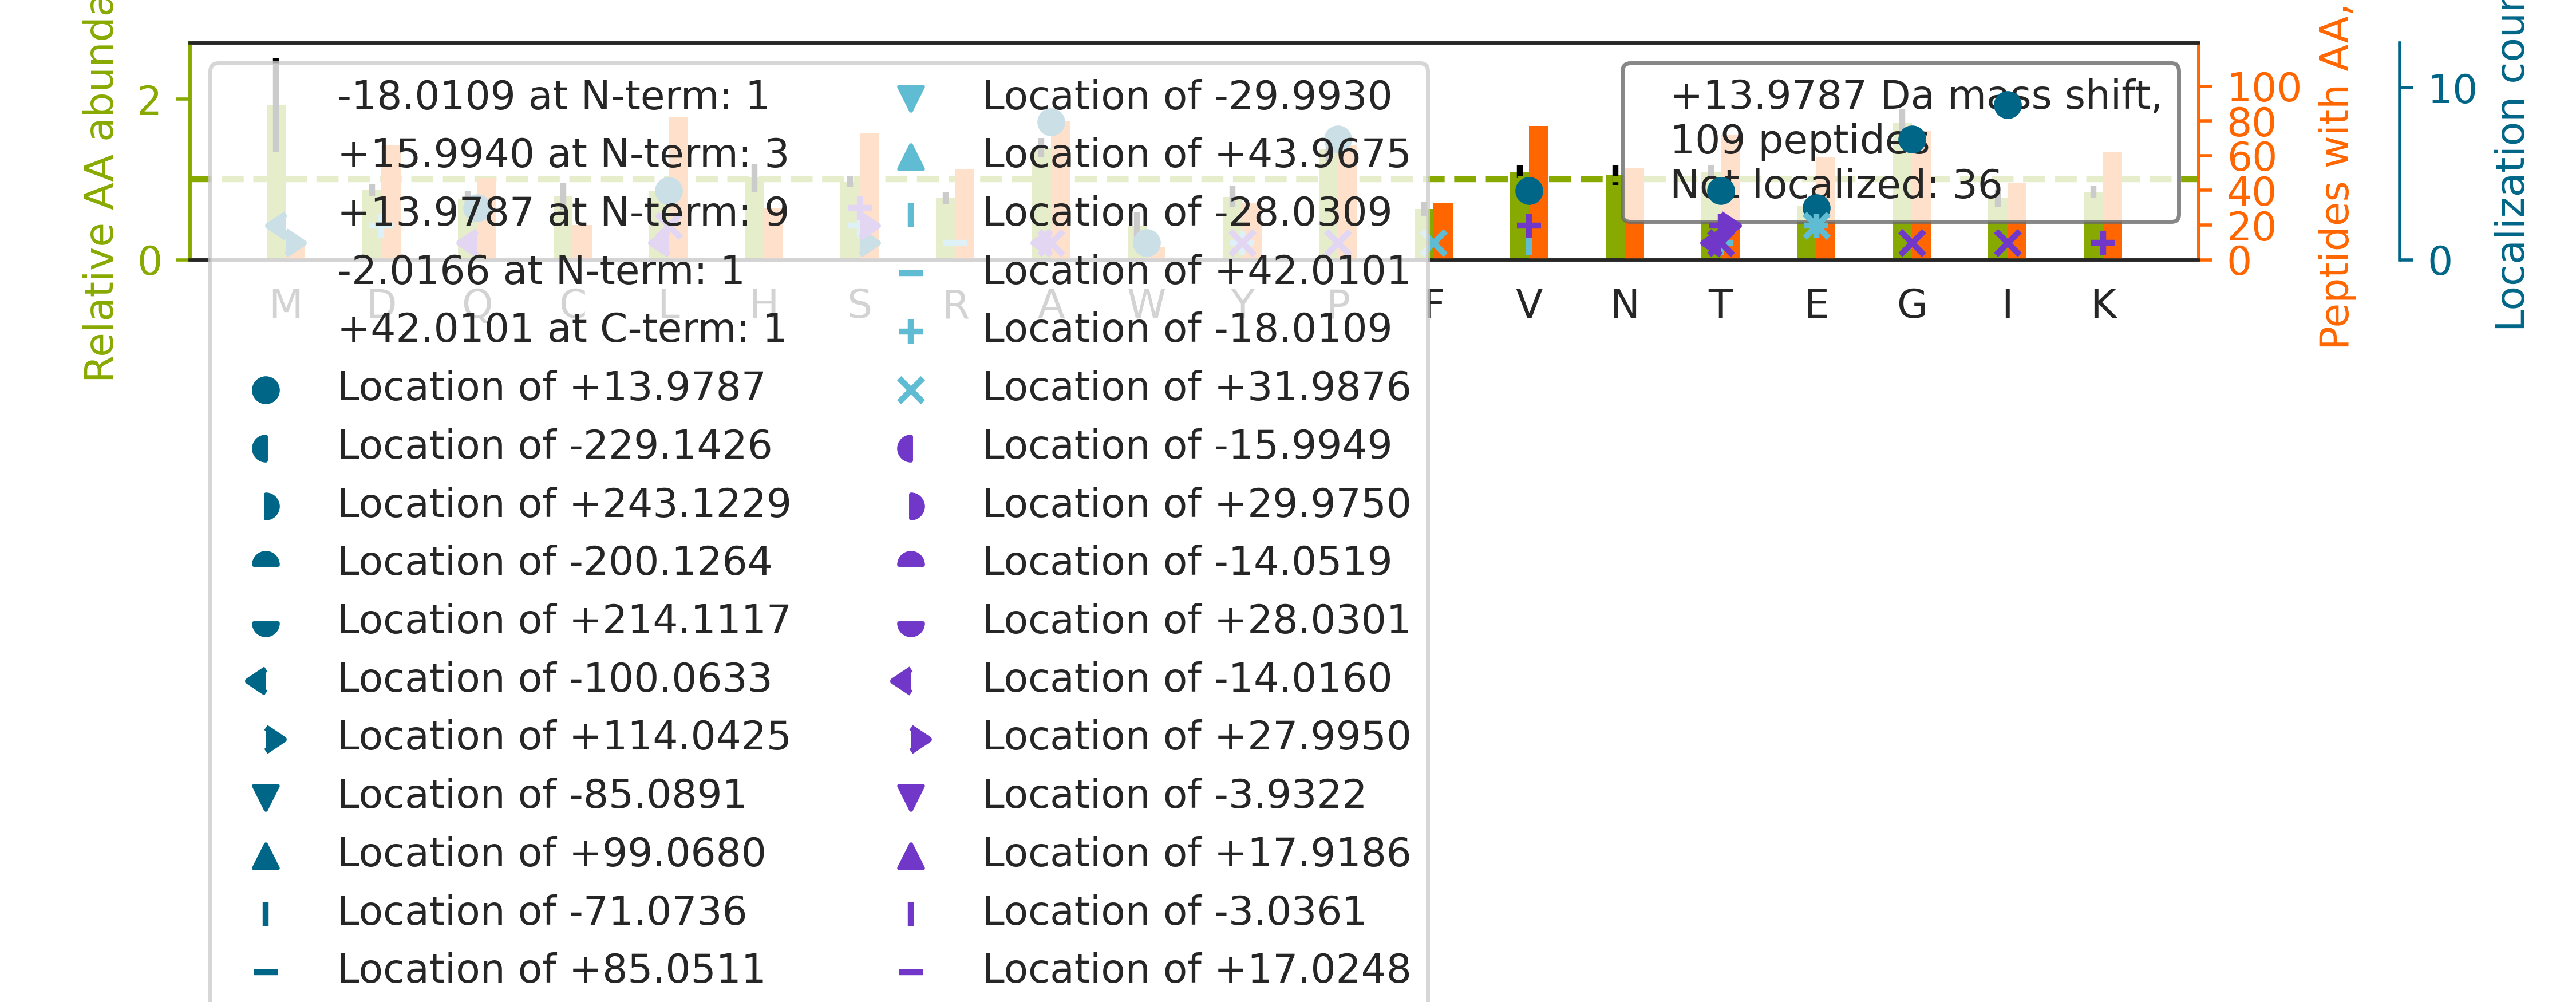 Relative AA abunda
2
0
-18.0109 at N-term: 1
+15.9940 at N-term: 3
+13.9787 at N-term: 9
-2.0166 at N-term: 1
+42.0101 at C-term: 1
Location of +13.9787
Location of -229.1426
Location of +243.1229
Location of -200.1264
Location of +214.1117
Location of -100.0633
Location of +114.0425
Location of -85.0891
Location of +99.0680
Location of -71.0736
Location of +85.0511
Location of -29.9930
Location of +43.9675
Location of -28.0309
Location of +42.0101
Location of -18.0109
Location of +31.9876
Location of -15.9949
Location of +29.9750
Location of -14.0519
Location of +28.0301
Location of -14.0160
Location of +27.9950
Location of -3.9322
Location of +17.9186
Location of -3.0361
Location of +17.0248
+13.9787 Da mass shift,
109 peptides
Not localized: 36
M D Q C L H S R A W Y P F V N T E G I K
100
80
60
40
20
0
Peptides with AA,
10
0
Localization cour